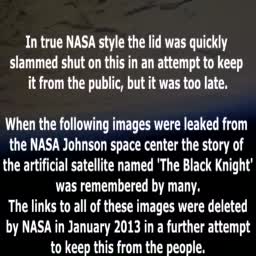 In true NASA style the lid was quickly
slammed shut on this in an attempt to keep
it from the public, but it was too late.
When the following images were leaked from
the NASA Johnson space center the story of
the artificial satellite named 'The Black Knight'
was remembered by many.
The links to all of these images were deleted
by NASA in January 2013 in a further attempt
to keep this from the people.